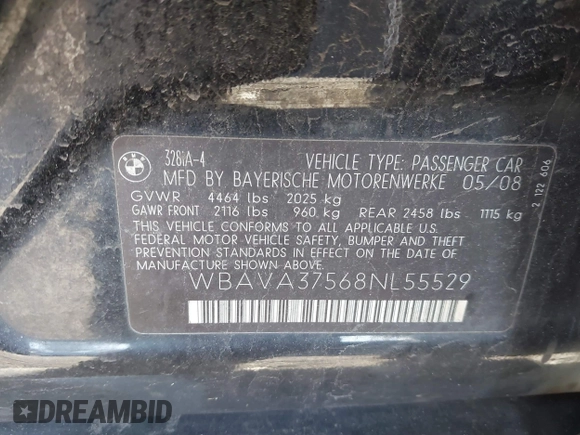 BMW
328iA-4
VEHICLE TYPE: PASSENGER CAR
MFD BY BAYERISCHE MOTORENWERKE 05/08
GVWR 4464 lbs 2025 kg
GAWR FRONT 2116 lbs 960 kg REAR 2458 lbs 1115 kg
THIS VEHICLE CONFORMS TO ALL APPLICABLE U.S.
FEDERAL MOTOR VEHICLE SAFETY, BUMPER AND THEFT
PREVENTION STANDARDS IN EFFECT ON THE DATE OF
MANUFACTURE SHOWN ABOVE.
WBAVA37568NL55529
2 122 606
DREAMBID